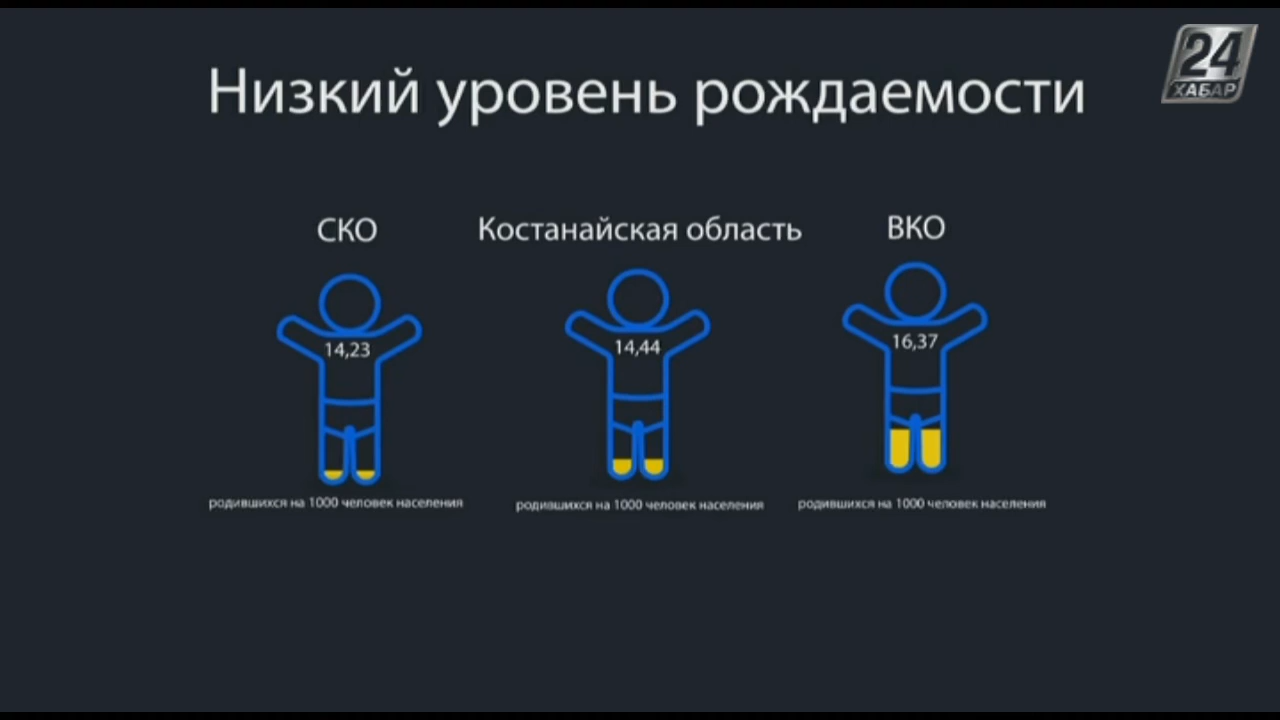 24
ХАБАР
Низкий уровень рождаемости
СКО
Костанайская область
ВКО
14,23
14,44
16,37
родившихся на 1000 человек населения
родившихся на 1000 человек населения
родившихся на 1000 человек населения